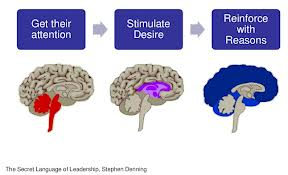 Get their
attention
Stimulate
Desire
Reinforce
with
Reasons
The Secret Language of Leadership, Stephen Denning